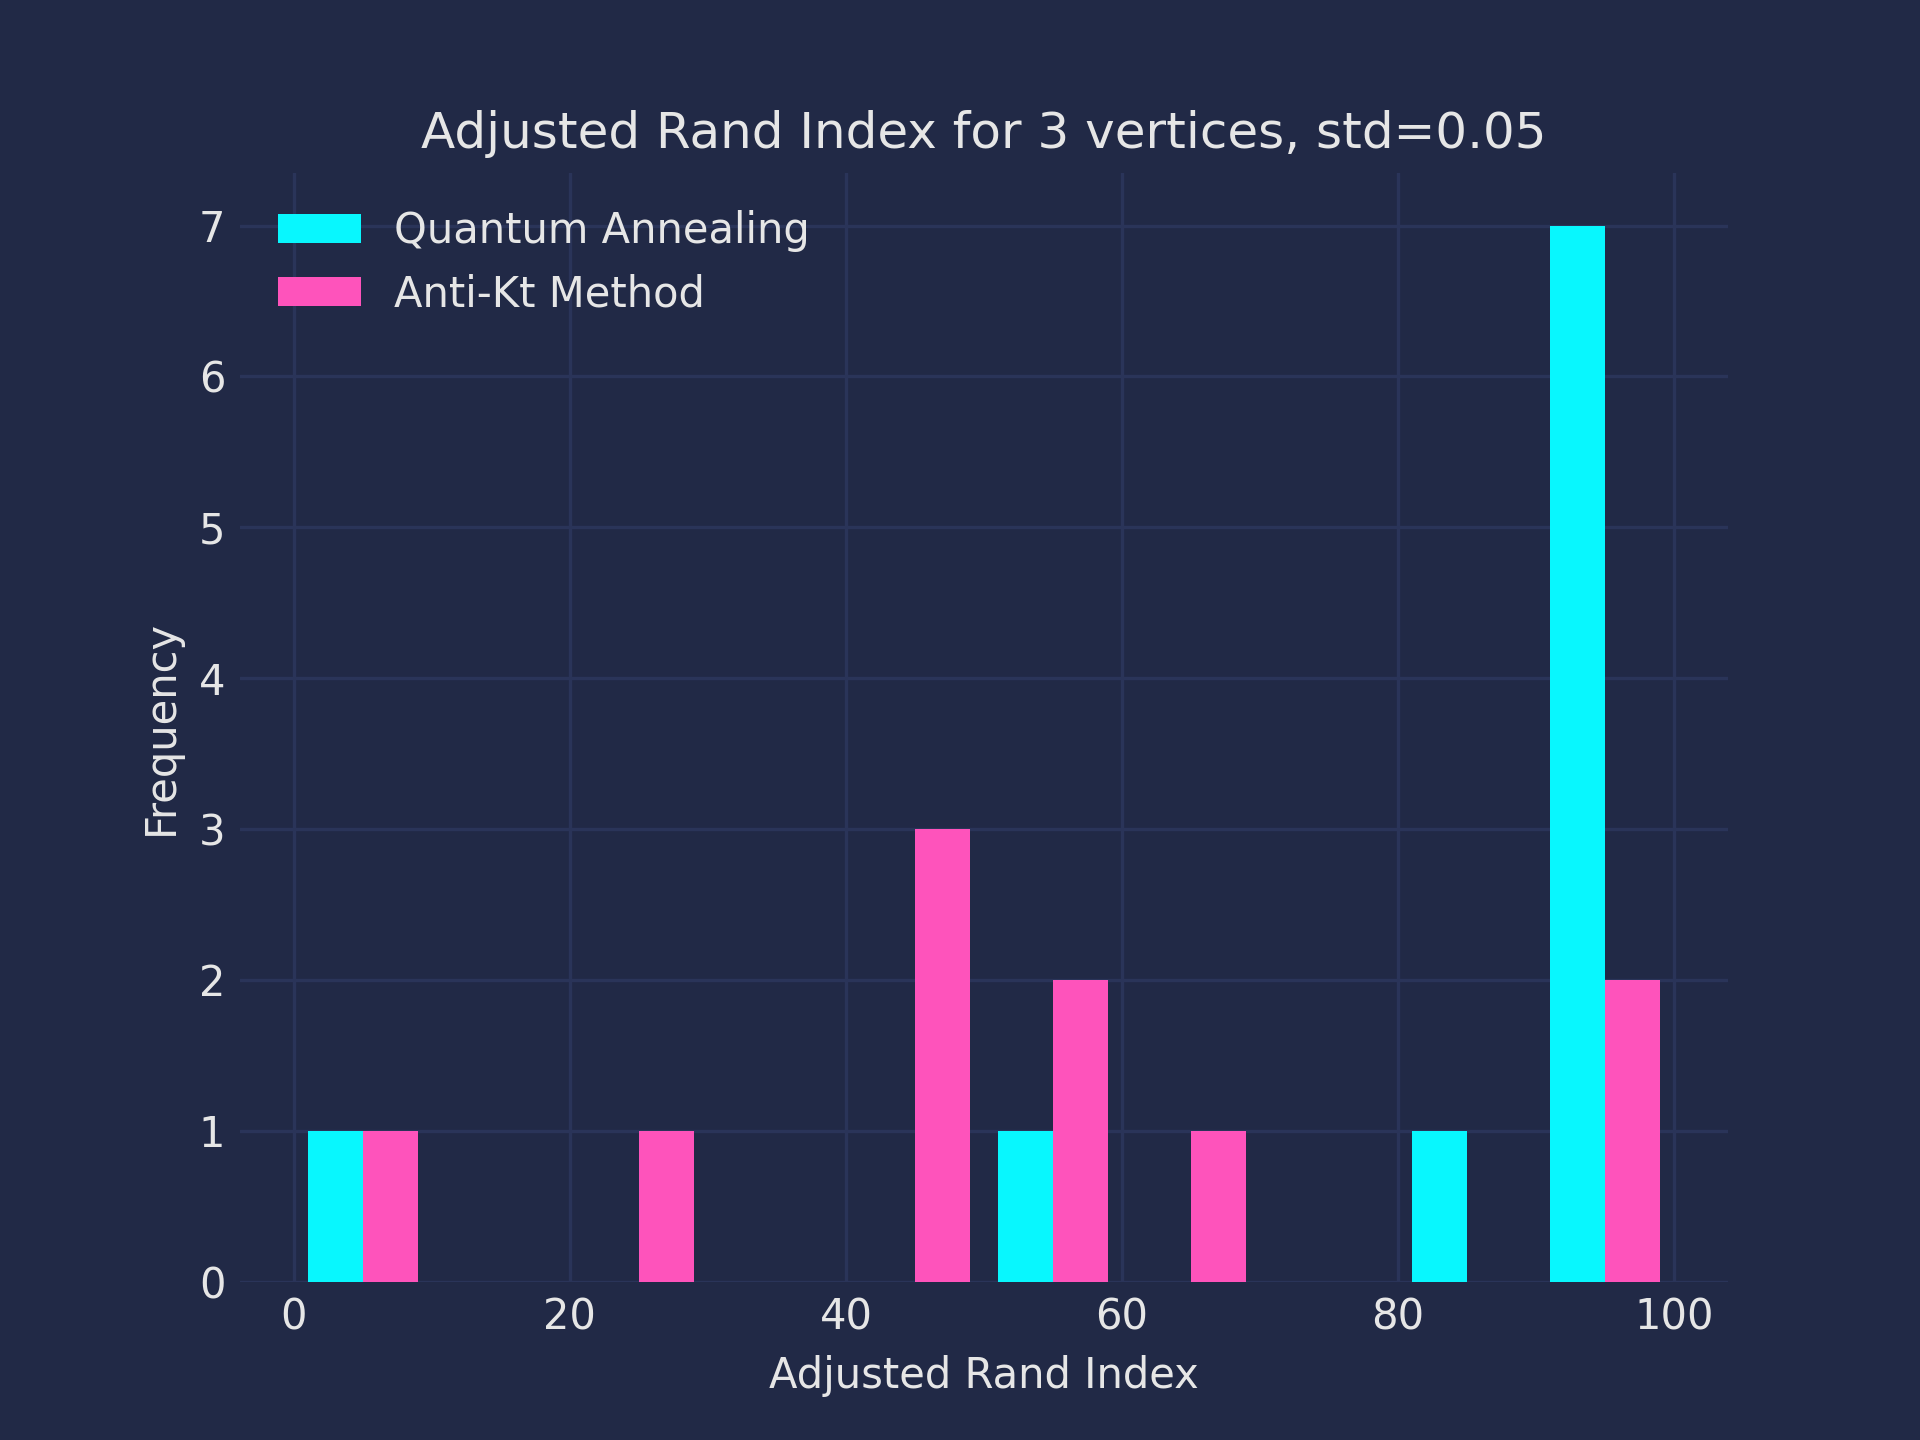 Adjusted Rand Index for 3 vertices, std=0.05
Quantum Annealing
Anti-Kt Method
7
6
5
4
3
2
1
0
Frequency
0 20 40 60 80 100
Adjusted Rand Index